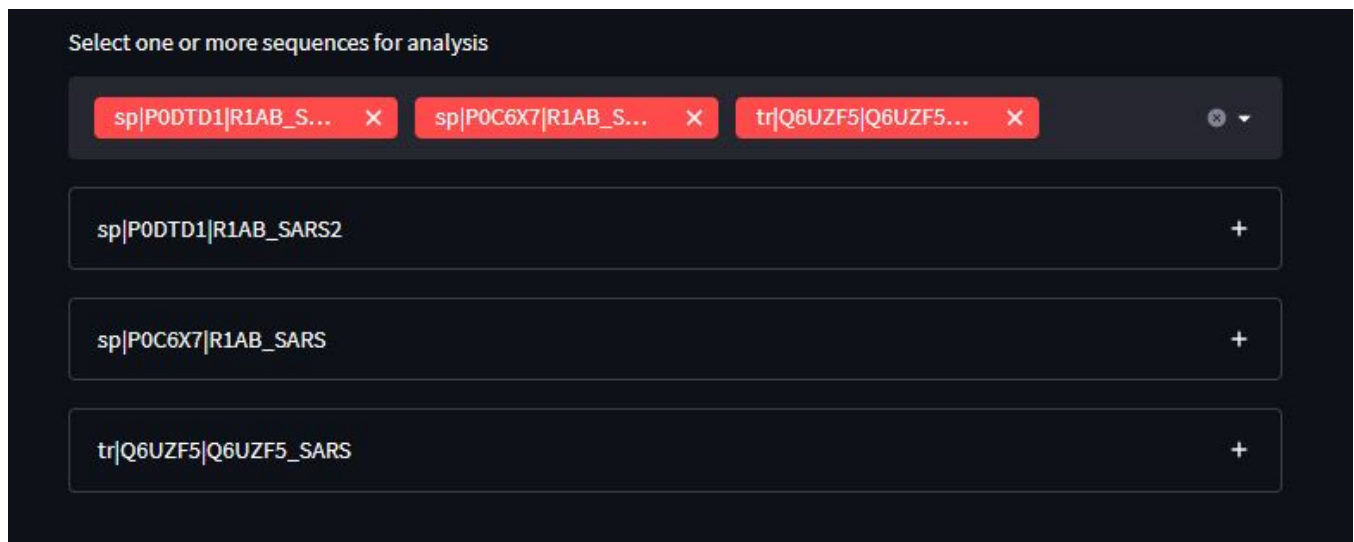 Select one or more sequences for analysis
sp|P0DTD1|R1AB_S... × sp|P0C6X7|R1AB_S... × tr|Q6UZF5|Q6UZF5... ×
sp|P0DTD1|R1AB_SARS2 +
sp|P0C6X7|R1AB_SARS +
tr|Q6UZF5|Q6UZF5_SARS +